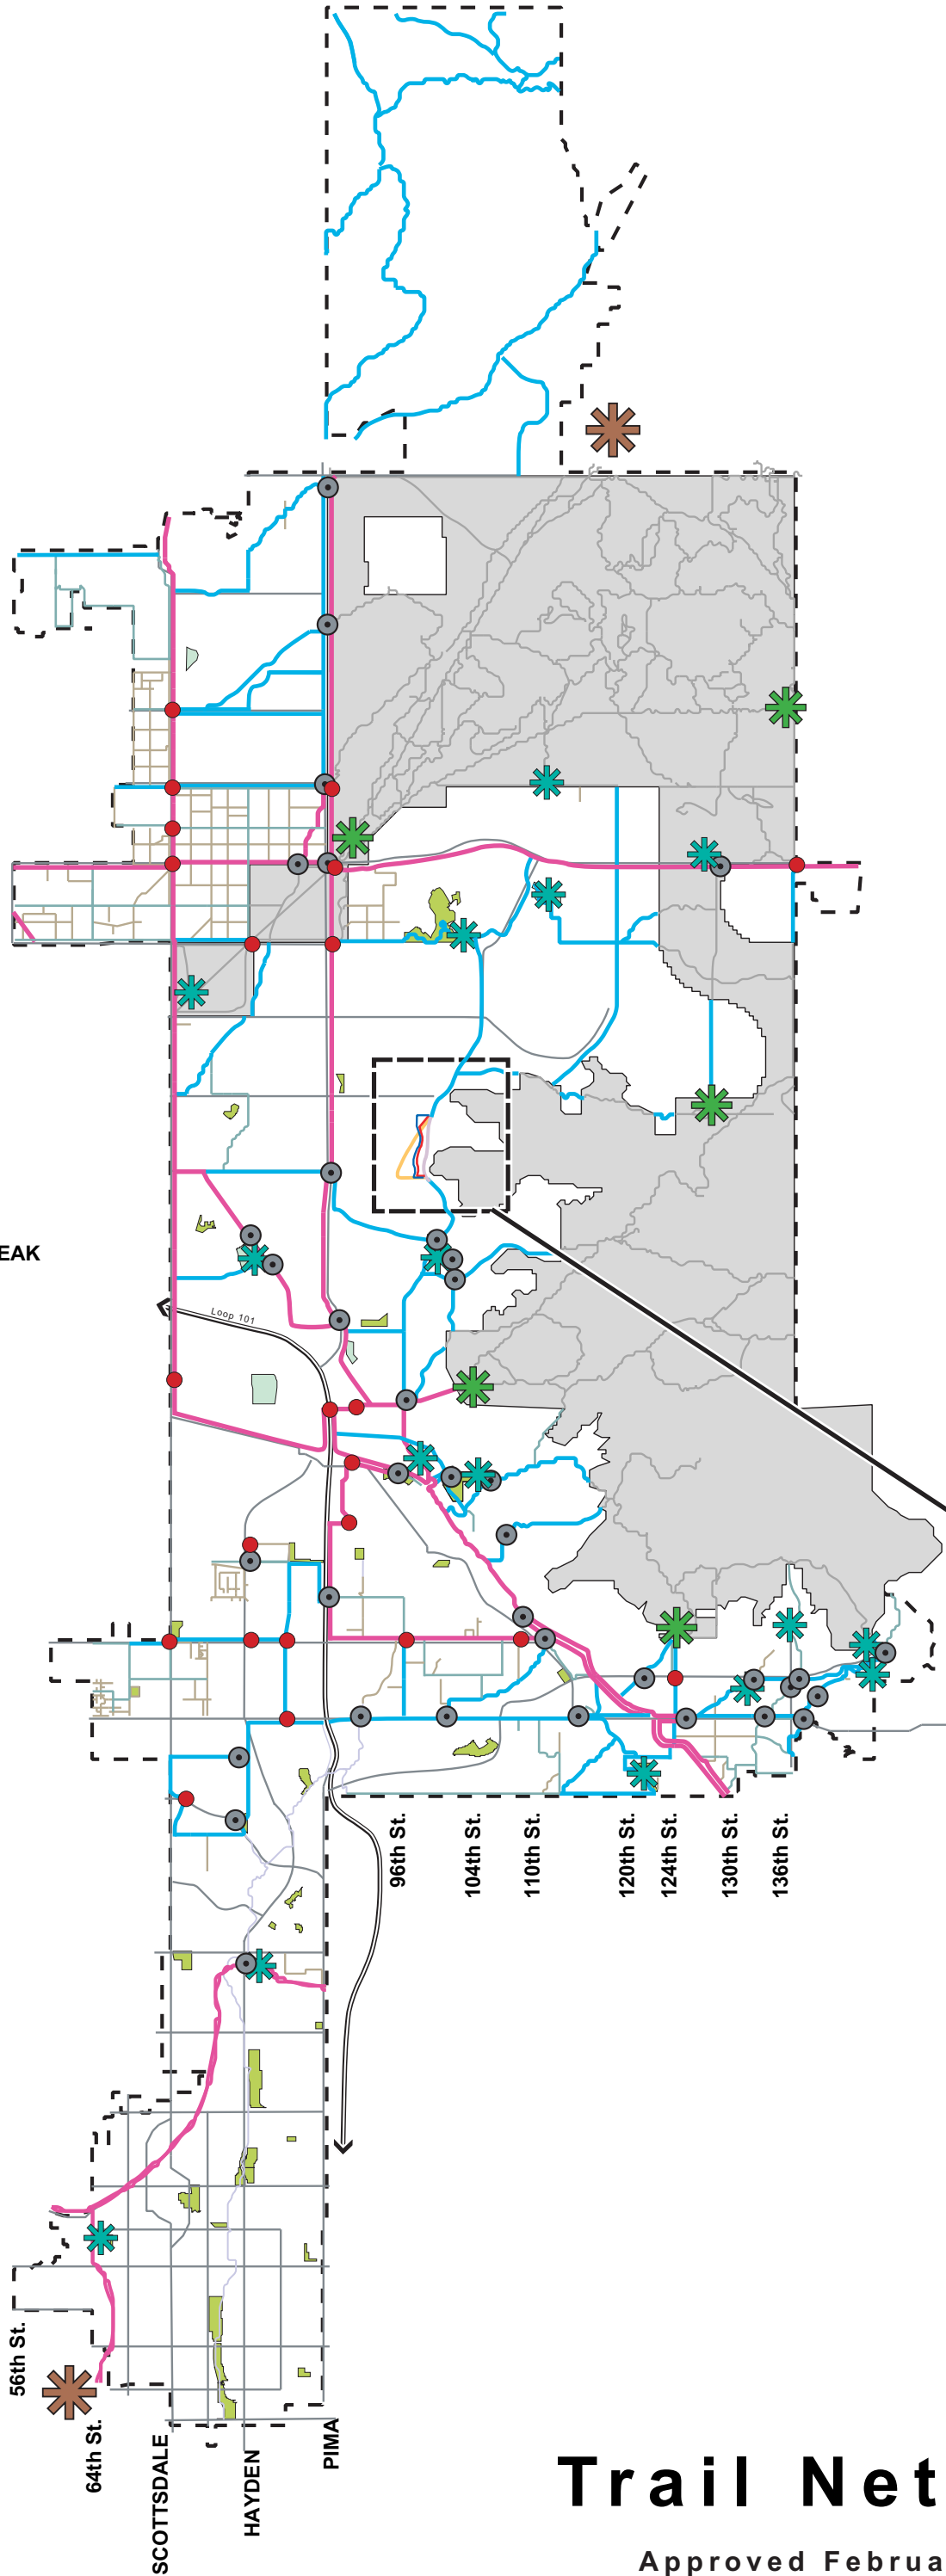 EAK
Loop 101
96th St.
104th St.
110th St.
120th St.
124th St.
130th St.
136th St.
56th St.
64th St.
SCOTTSDALE
HAYDEN
PIMA
Trail Net
Approved Februa